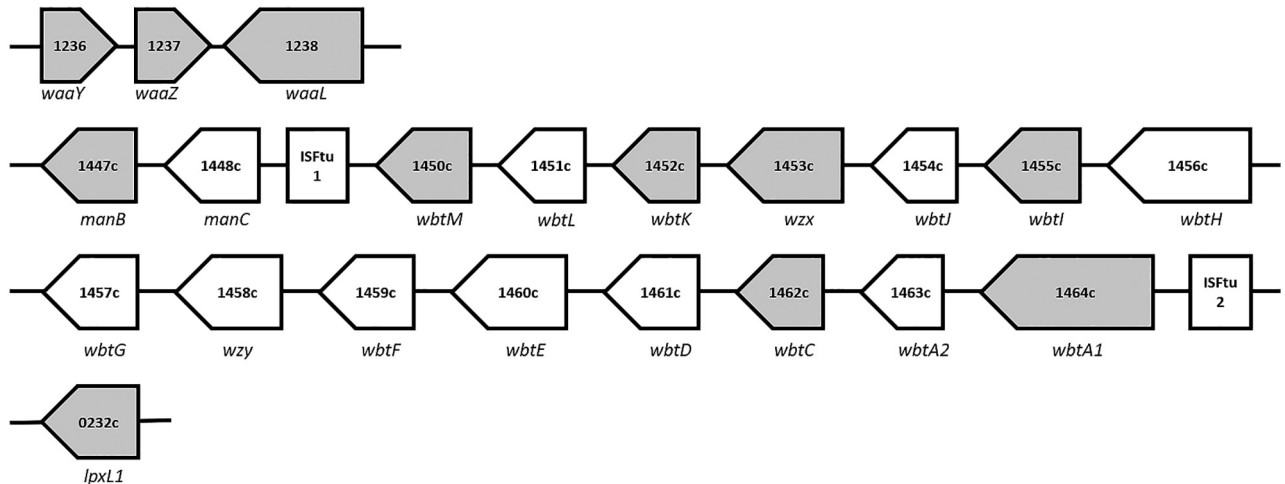 1236 1237 1238
waaY waaZ waaL
1447c 1448c ISFtu 1 1450c 1451c 1452c 1453c 1454c 1455c 1456c
manB manC wbtM wbtL wbtK wzx wbtJ wbtI wbtH
1457c 1458c 1459c 1460c 1461c 1462c 1463c 1464c ISFtu 2
wbtG wzy wbtF wbtE wbtD wbtC wbtA2 wbtA1
0232c
lpxL1